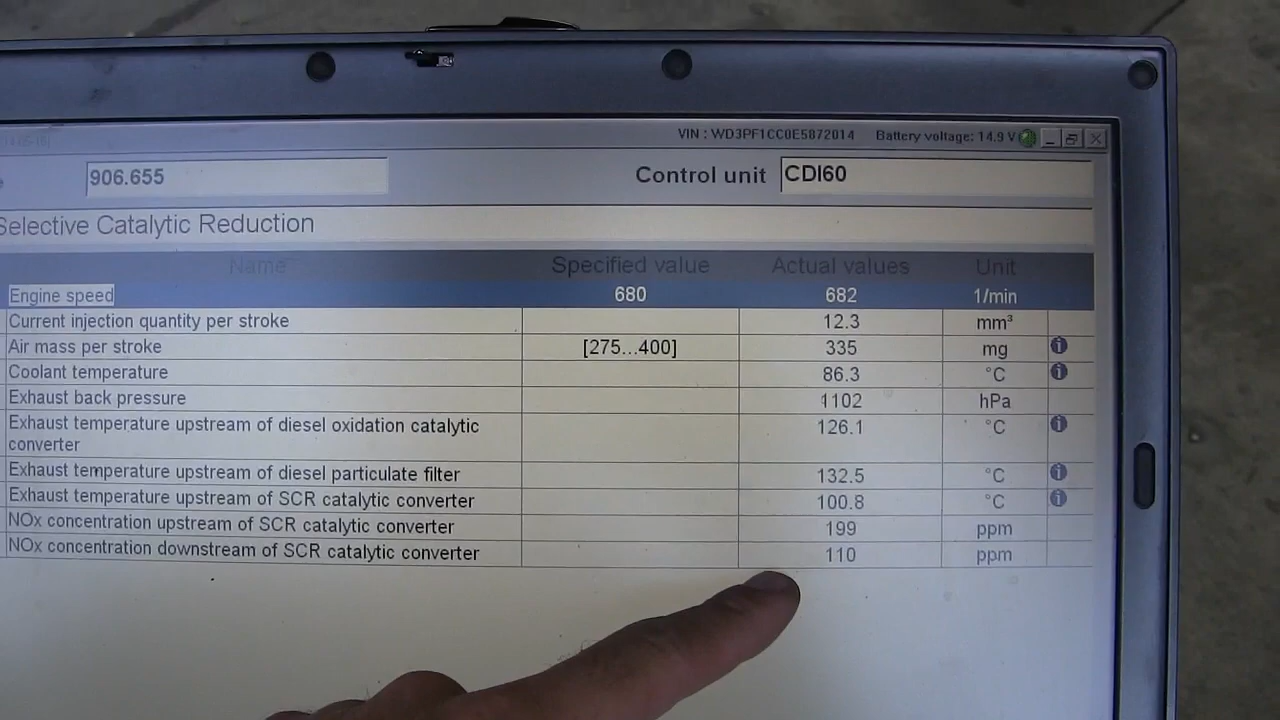 VIN : WD3PF1CC0E5872014 Battery voltage: 14.9 V
906.655 Control unit CDI60
Selective Catalytic Reduction
Name Specified value Actual values Unit
Engine speed 680 682 1/min
Current injection quantity per stroke 12.3 mm³
Air mass per stroke [275...400] 335 mg
Coolant temperature 86.3 °C
Exhaust back pressure 1102 hPa
Exhaust temperature upstream of diesel oxidation catalytic 126.1 °C
converter
Exhaust temperature upstream of diesel particulate filter 132.5 °C
Exhaust temperature upstream of SCR catalytic converter 100.8 °C
NOx concentration upstream of SCR catalytic converter 199 ppm
NOx concentration downstream of SCR catalytic converter 110 ppm